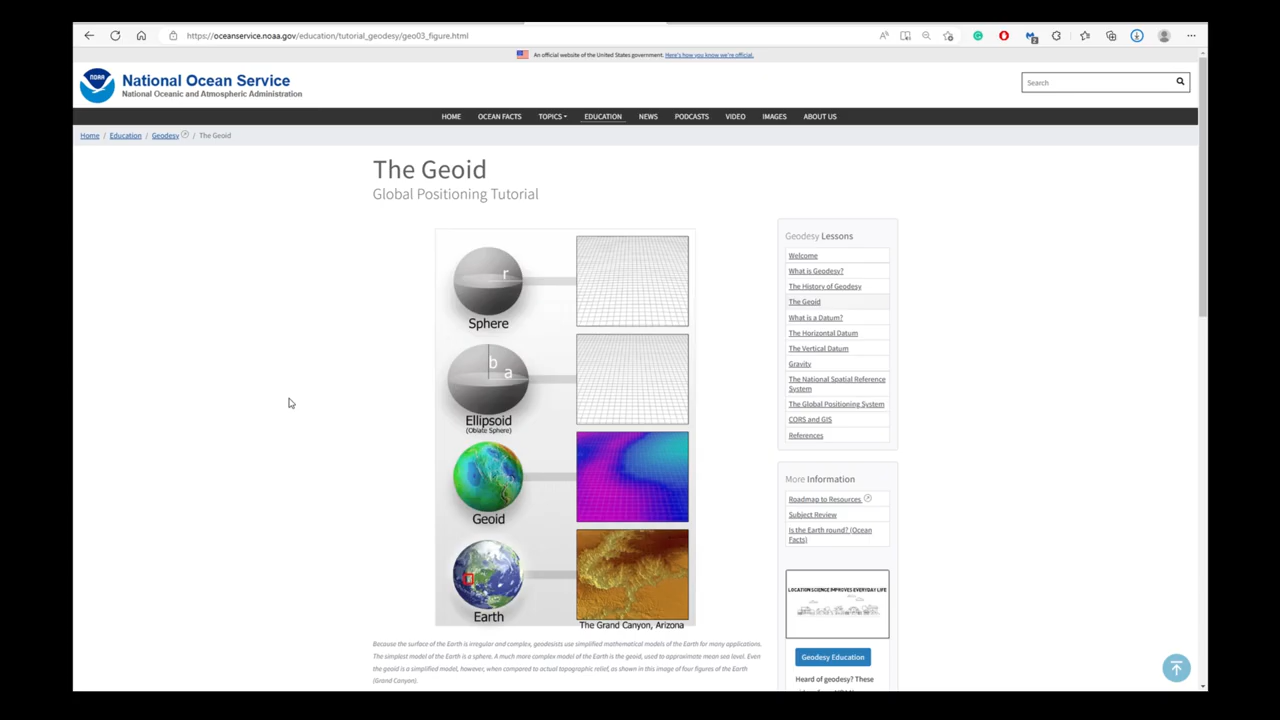 https://oceanservice.noaa.gov/education/tutorial_geodesy/geo03_figure.html
An official website of the United States government. Here's how you know we're official.
NOAA
National Ocean Service
National Oceanic and Atmospheric Administration
Search
HOME OCEAN FACTS TOPICS EDUCATION NEWS PODCASTS VIDEO IMAGES ABOUT US
Home / Education / Geodesy / The Geoid
The Geoid
Global Positioning Tutorial
r
Sphere
b
a
Ellipsoid
(Oblate Sphere)
Geoid
Earth
The Grand Canyon, Arizona
Because the surface of the Earth is irregular and complex, geodesists use simplified mathematical models of the Earth for many applications.
The simplest model of the Earth is a sphere. A much more complex model of the Earth is the geoid, used to approximate mean sea level. Even
the geoid is a simplified model, however, when compared to actual topographic relief, as shown in this image of four figures of the Earth
(Grand Canyon).
Geodesy Lessons
Welcome
What is Geodesy?
The History of Geodesy
The Geoid
What is a Datum?
The Horizontal Datum
The Vertical Datum
Gravity
The National Spatial Reference
System
The Global Positioning System
CORS and GIS
References
More Information
Roadmap to Resources
Subject Review
Is the Earth round? (Ocean
Facts)
LOCATION SCIENCE IMPROVES EVERYDAY LIFE
Geodesy Education
Heard of geodesy? These